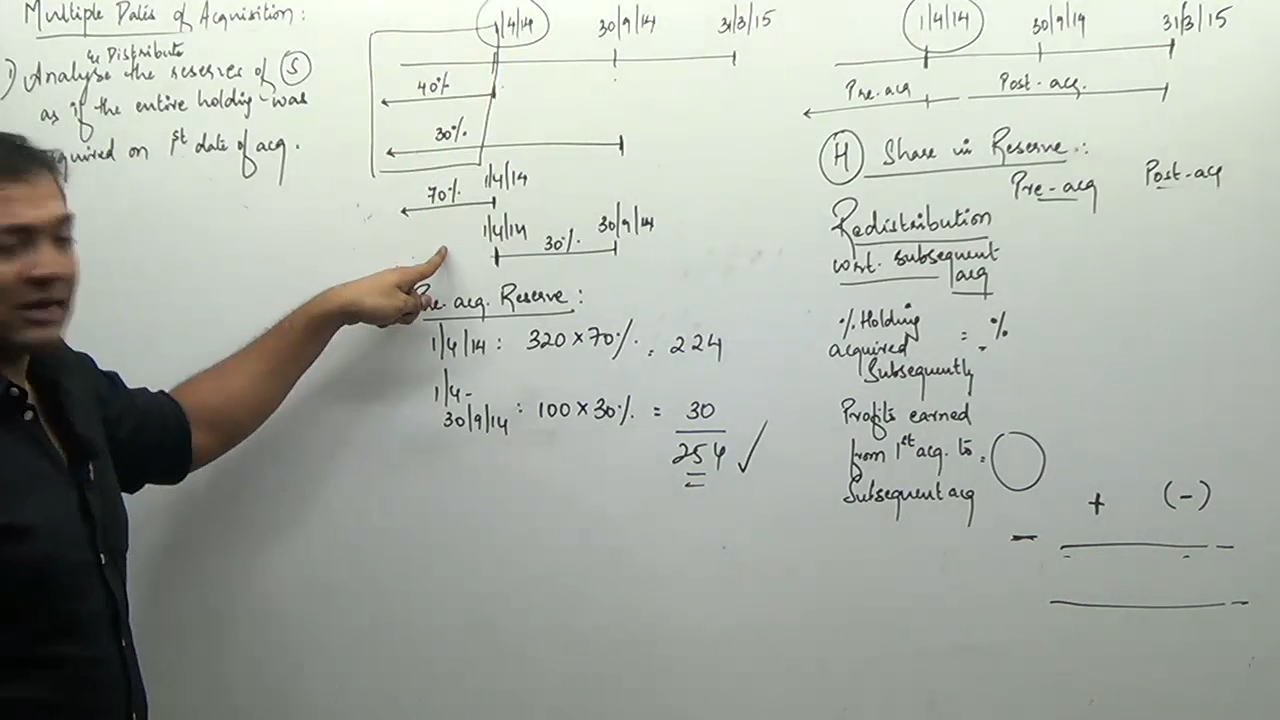 Multiple Dates of Acquisition:
& Distribute
1) Analyse the reserves of (S)
as if the entire holding was
acquired on 1st date of acq.
1/4/14 30/9/14 31/3/15
40%
30%
70% 1/4/14
1/4/14 30% 30/9/14
Pre-acq. Reserve:
1/4/14: 320 × 70% = 224
1/4-
30/9/14: 100 × 30% = 30
254 ✓
1/4/14 30/9/14 31/3/15
Pre-acq Post-acq.
(H) Share in Reserve:
Pre-acq Post-acq
Redistribution
w.r.t. subsequent
acq
% Holding
acquired = %
Subsequently
Profits earned
from 1st acq. to =
Subsequent acq
+ (-)